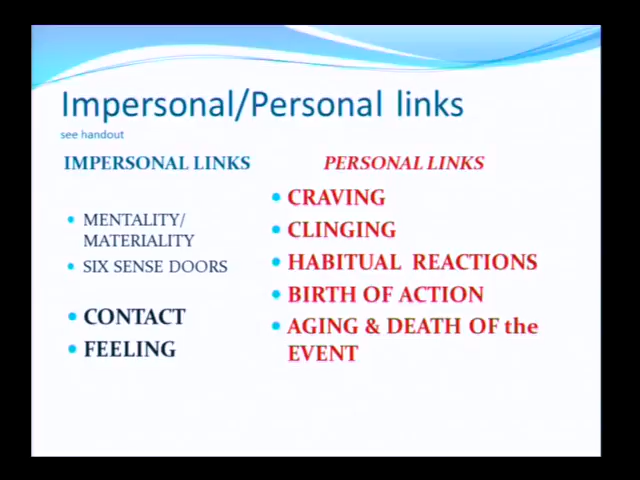 Impersonal/Personal links
see handout
IMPERSONAL LINKS
• MENTALITY/
MATERIALITY
• SIX SENSE DOORS
• CONTACT
• FEELING
PERSONAL LINKS
• CRAVING
• CLINGING
• HABITUAL REACTIONS
• BIRTH OF ACTION
• AGING & DEATH OF the
EVENT